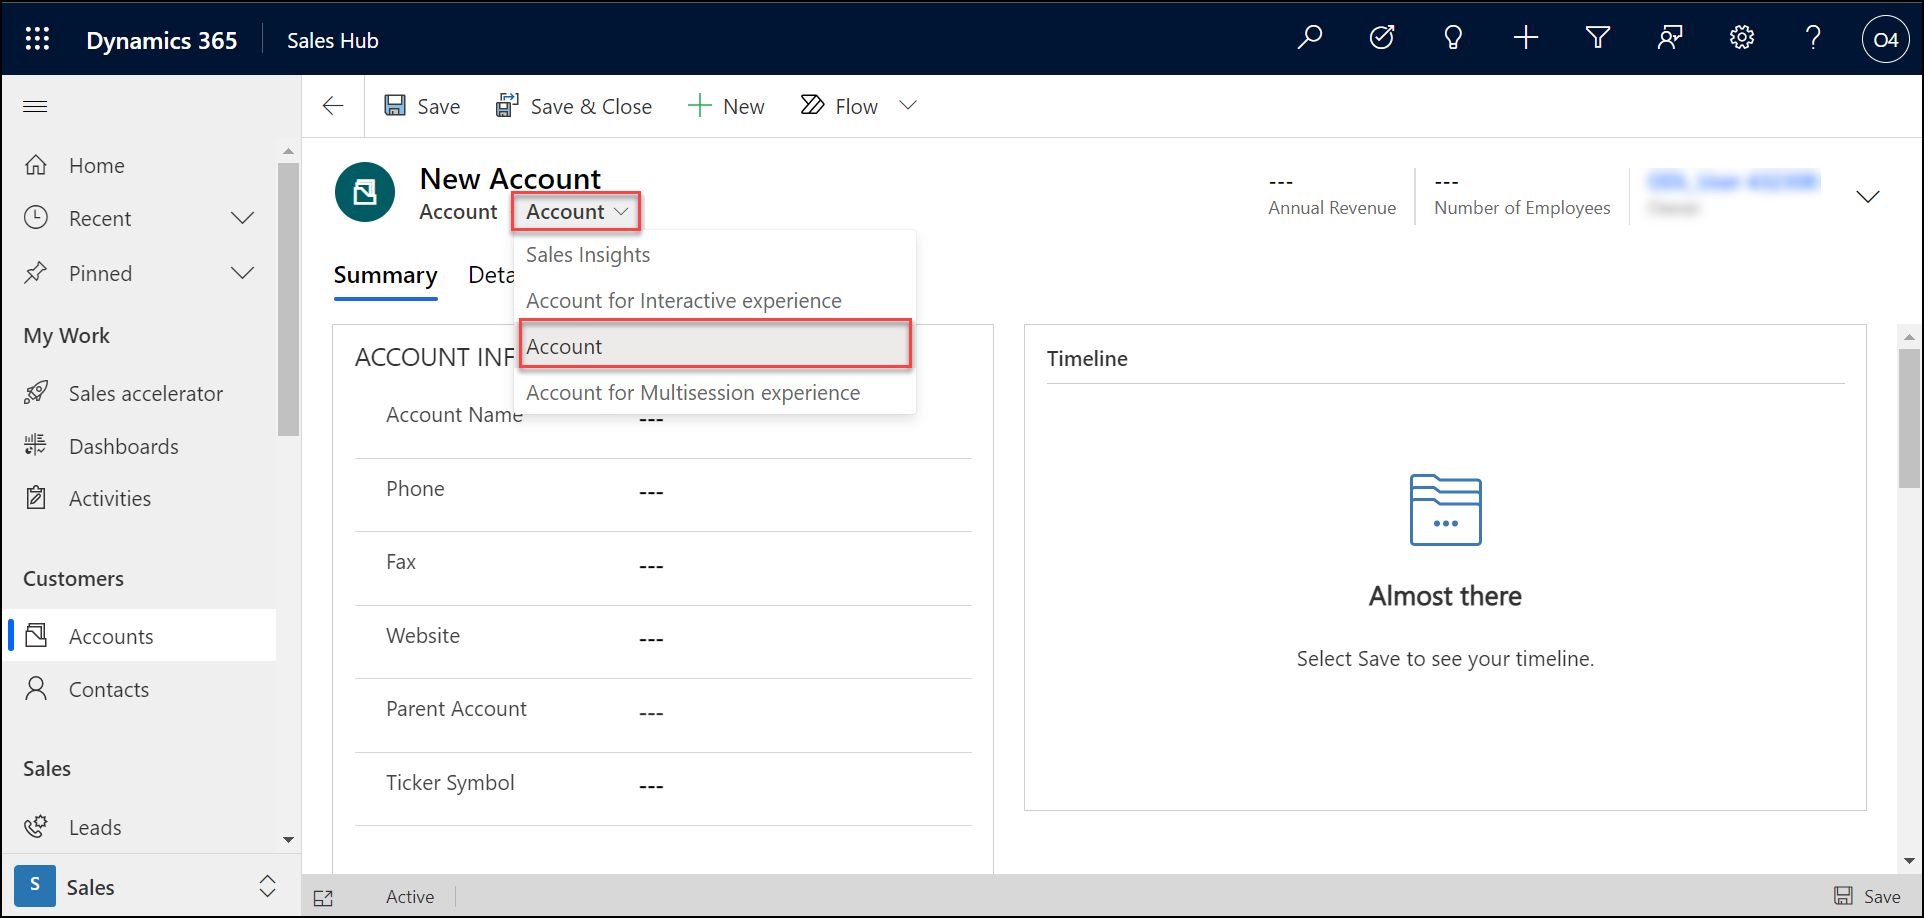 Dynamics 365
Sales Hub
O4
Save
Save & Close
New
Flow
Home
Recent
Pinned
My Work
Sales accelerator
Dashboards
Activities
Customers
Accounts
Contacts
Sales
Leads
S
Sales
New Account
Account
Account
---
Annual Revenue
---
Number of Employees
Summary
Deta
Sales Insights
Account for Interactive experience
Account
Account for Multisession experience
ACCOUNT INF
Account Name
---
Phone
---
Fax
---
Website
---
Parent Account
---
Ticker Symbol
---
Timeline
Almost there
Select Save to see your timeline.
Active
Save